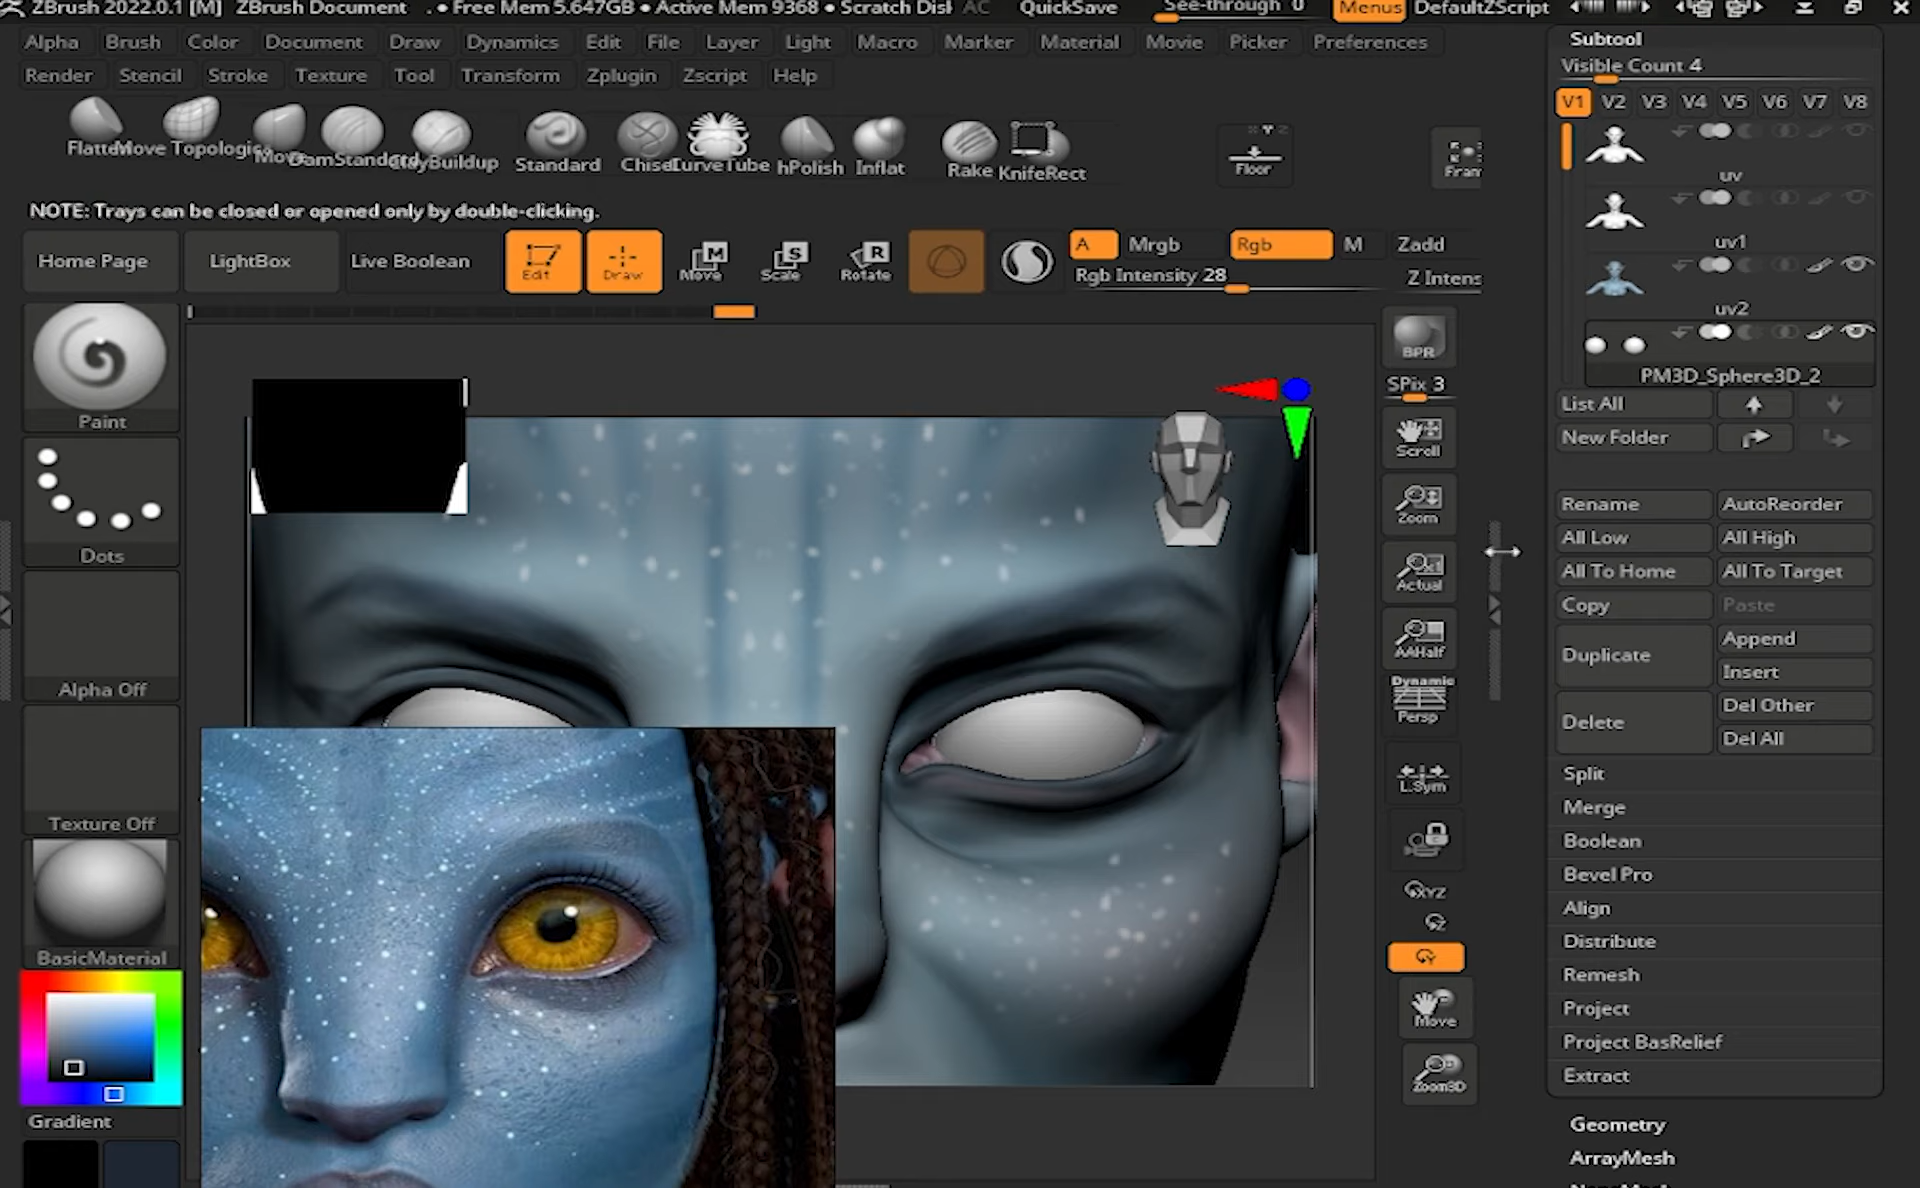 ZBrush 2022.0.1 [M] ZBrush Document . • Free Mem 5.647GB • Active Mem 9368 • Scratch Disk AC QuickSave See-through 0 Menus DefaultZScript
Alpha Brush Color Document Draw Dynamics Edit File Layer Light Macro Marker Material Movie Picker Preferences
Render Stencil Stroke Texture Tool Transform Zplugin Zscript Help
Move Topologica DamStandard ClayBuildup Standard Chisel CurveTube hPolish Inflat Rake KnifeRect Floor
NOTE: Trays can be closed or opened only by double-clicking.
Home Page LightBox Live Boolean Edit Draw Move Scale Rotate A Mrgb Rgb M Zadd
Rgb Intensity 28 Z Intens
Paint
Dots
Alpha Off
Texture Off
BasicMaterial
Gradient
BPR
SPix 3
Scroll
Zoom
Actual
AAHalf
Dynamic
Persp
L.Sym
XYZ
Z
Y
Move
Zoom3D
Subtool
Visible Count 4
V1 V2 V3 V4 V5 V6 V7 V8
uv
uv1
uv2
PM3D_Sphere3D_2
List All
New Folder
Rename AutoReorder
All Low All High
All To Home All To Target
Copy Paste
Duplicate Append
Insert
Delete Del Other
Del All
Split
Merge
Boolean
Bevel Pro
Align
Distribute
Remesh
Project
Project BasRelief
Extract
Geometry
ArrayMesh